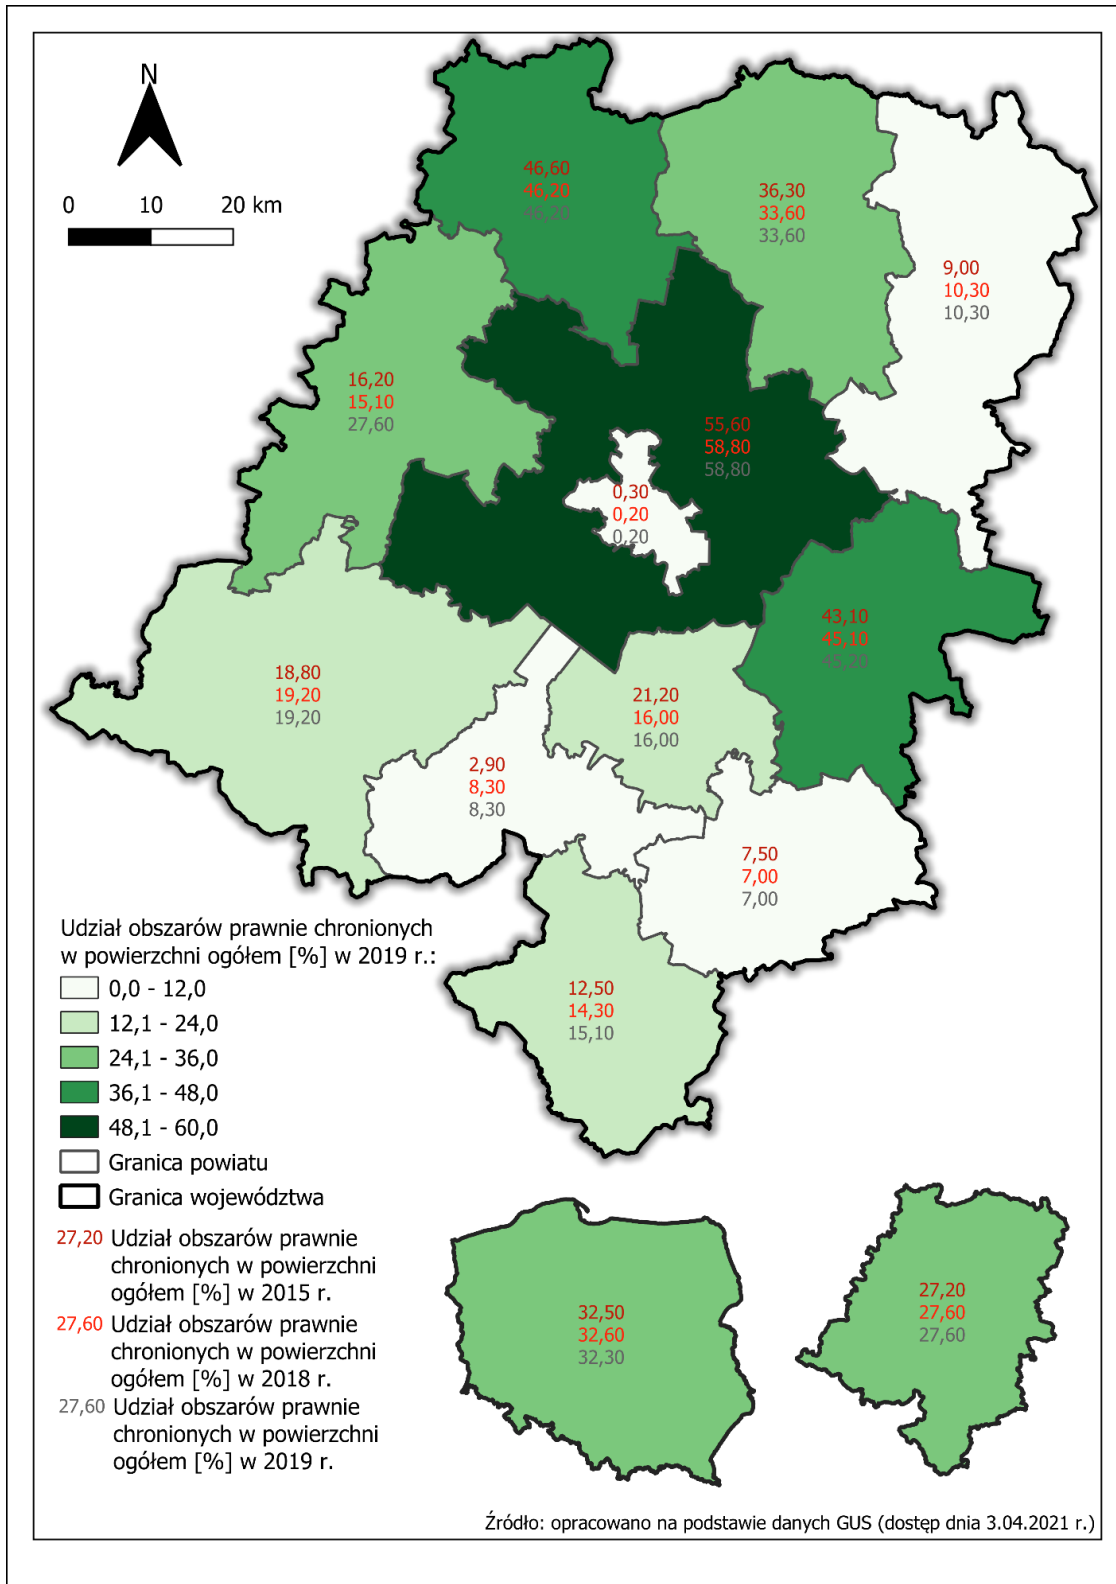 N
0 10 20 km
46,60
46,20
46,20
36,30
33,60
33,60
9,00
10,30
10,30
16,20
15,10
27,60
55,60
58,80
58,80
0,30
0,20
0,20
43,10
45,10
45,20
18,80
19,20
19,20
21,20
16,00
16,00
2,90
8,30
8,30
7,50
7,00
7,00
12,50
14,30
15,10
Udział obszarów prawnie chronionych
w powierzchni ogółem [%] w 2019 r.:
0,0 - 12,0
12,1 - 24,0
24,1 - 36,0
36,1 - 48,0
48,1 - 60,0
Granica powiatu
Granica województwa
27,20 Udział obszarów prawnie
chronionych w powierzchni
ogółem [%] w 2015 r.
27,60 Udział obszarów prawnie
chronionych w powierzchni
ogółem [%] w 2018 r.
27,60 Udział obszarów prawnie
chronionych w powierzchni
ogółem [%] w 2019 r.
32,50
32,60
32,30
27,20
27,60
27,60
Źródło: opracowano na podstawie danych GUS (dostęp dnia 3.04.2021 r.)